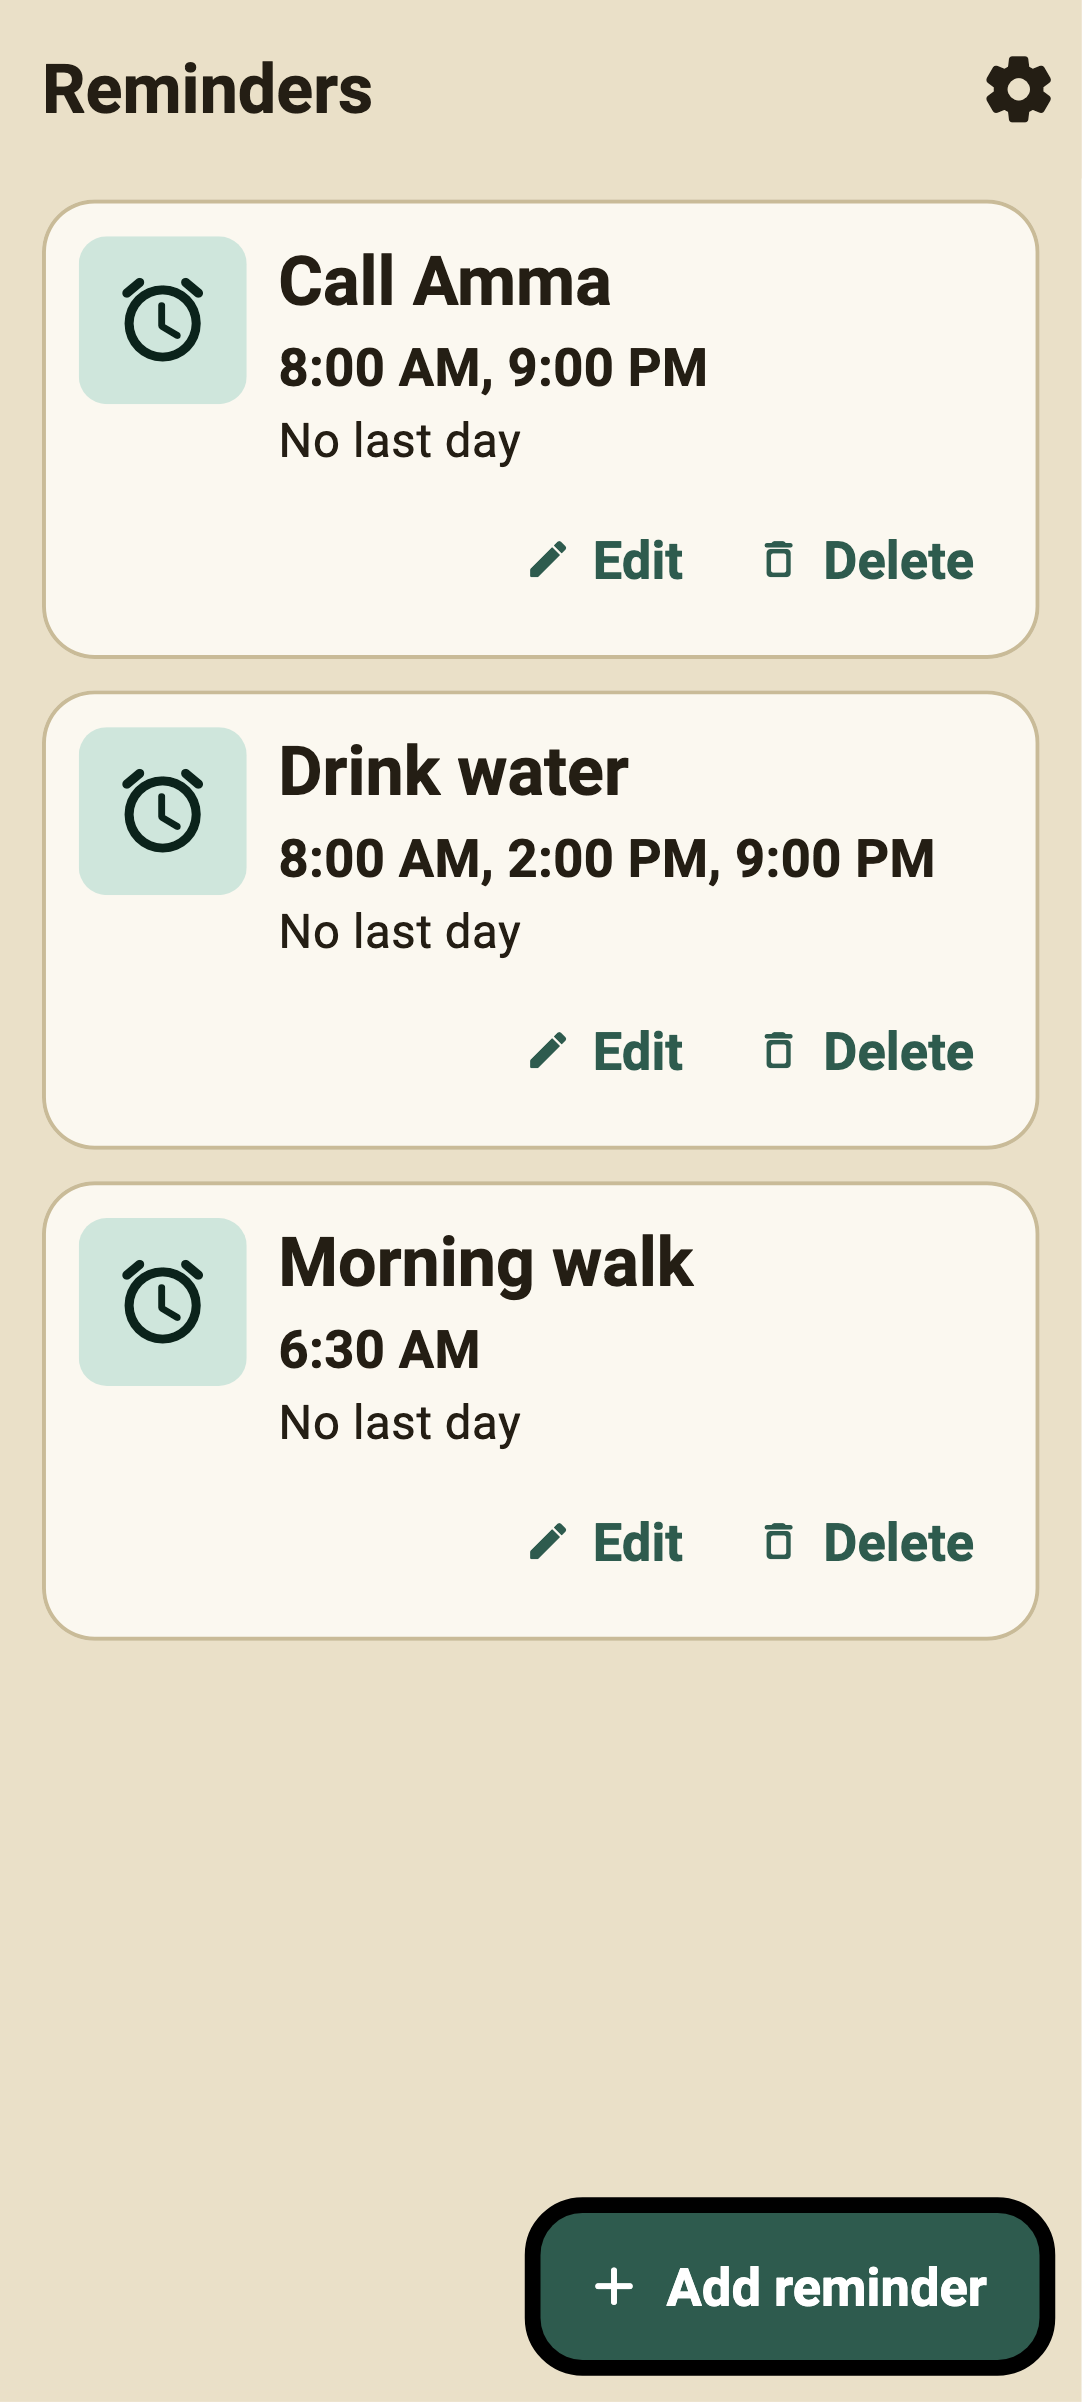 Reminders
Call Amma
8:00 AM, 9:00 PM
No last day
Edit Delete
Drink water
8:00 AM, 2:00 PM, 9:00 PM
No last day
Edit Delete
Morning walk
6:30 AM
No last day
Edit Delete
+ Add reminder